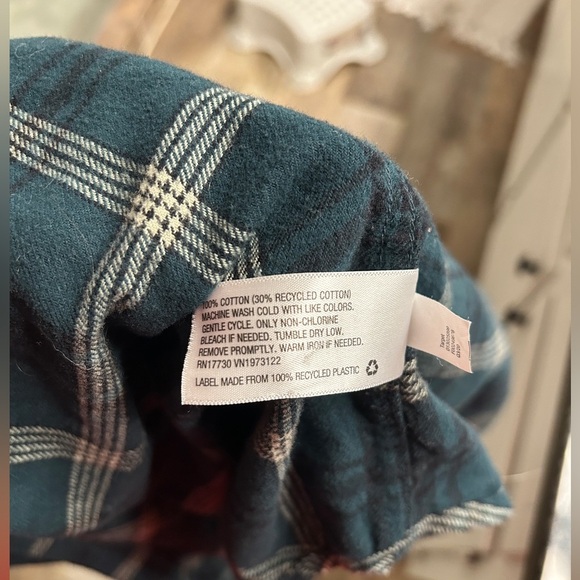 100% COTTON (30% RECYCLED COTTON)
MACHINE WASH COLD WITH LIKE COLORS.
GENTLE CYCLE. ONLY NON-CHLORINE
BLEACH IF NEEDED. TUMBLE DRY LOW.
REMOVE PROMPTLY. WARM IRON IF NEEDED.
RN17730 VN1973122
LABEL MADE FROM 100% RECYCLED PLASTIC